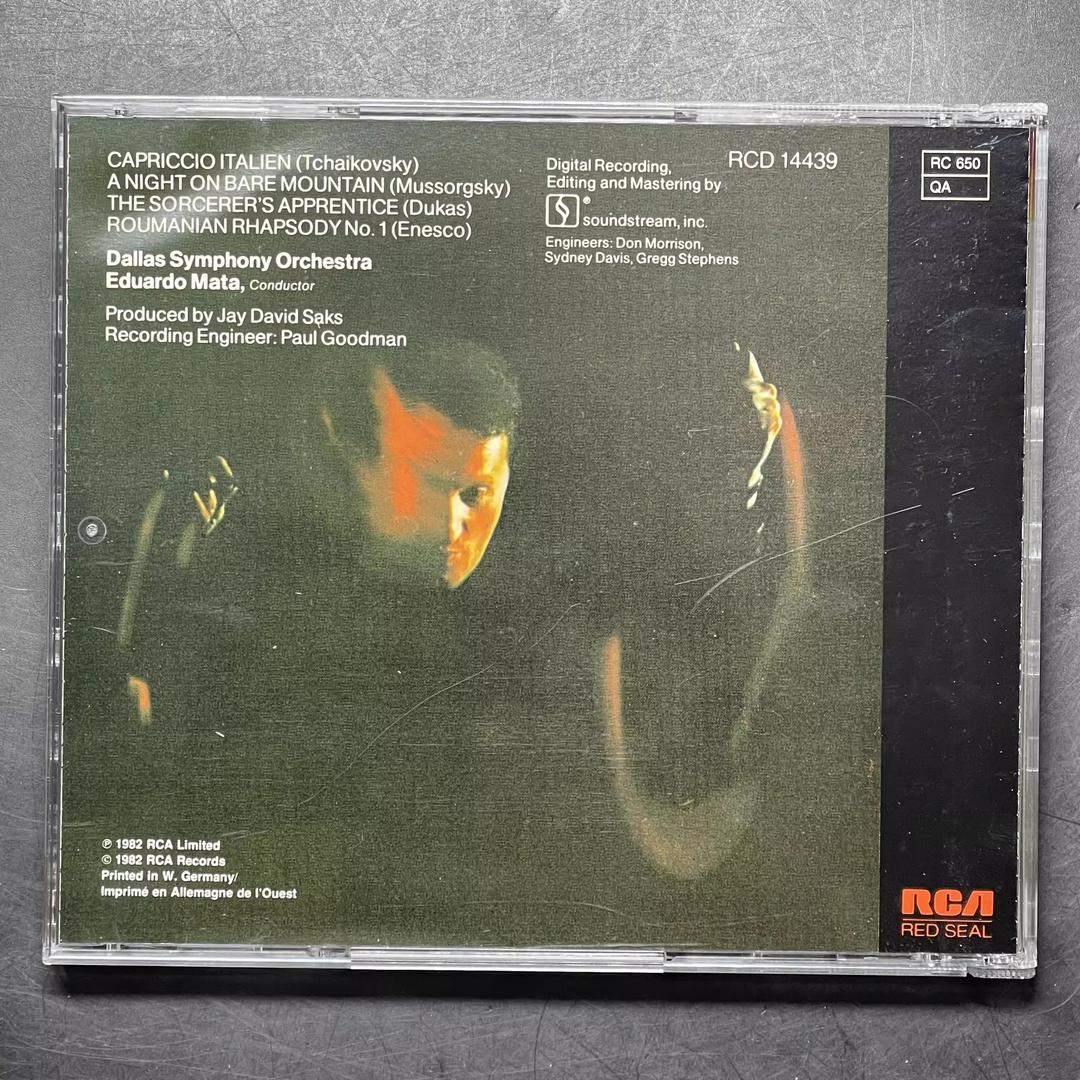 CAPRICCIO ITALIEN (Tchaikovsky)
A NIGHT ON BARE MOUNTAIN (Mussorgsky)
THE SORCERER'S APPRENTICE (Dukas)
ROUMANIAN RHAPSODY No. 1 (Enesco)
Dallas Symphony Orchestra
Eduardo Mata, Conductor
Produced by Jay David Saks
Recording Engineer: Paul Goodman
Digital Recording,
Editing and Mastering by
S® soundstream, inc.
Engineers: Don Morrison,
Sydney Davis, Gregg Stephens
RCD 14439
RC 650
QA
℗ 1982 RCA Limited
© 1982 RCA Records
Printed in W. Germany/
Imprimé en Allemagne de l'Ouest
RCA
RED SEAL